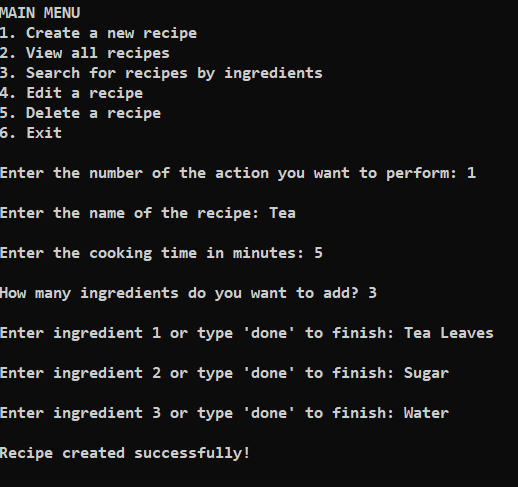 MAIN MENU
1. Create a new recipe
2. View all recipes
3. Search for recipes by ingredients
4. Edit a recipe
5. Delete a recipe
6. Exit
Enter the number of the action you want to perform: 1
Enter the name of the recipe: Tea
Enter the cooking time in minutes: 5
How many ingredients do you want to add? 3
Enter ingredient 1 or type 'done' to finish: Tea Leaves
Enter ingredient 2 or type 'done' to finish: Sugar
Enter ingredient 3 or type 'done' to finish: Water
Recipe created successfully!